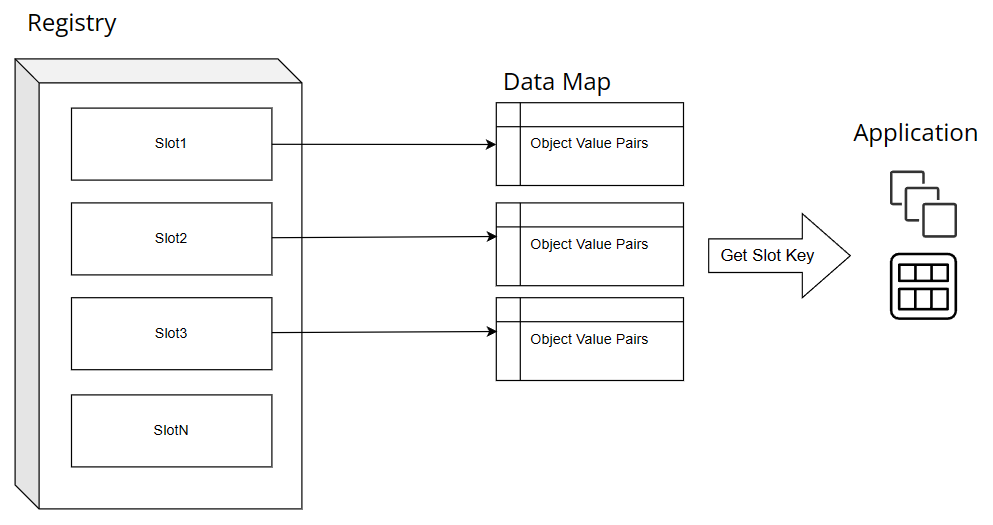 Registry
Slot1
Slot2
Slot3
SlotN
Data Map
Object Value Pairs
Object Value Pairs
Object Value Pairs
Get Slot Key
Application